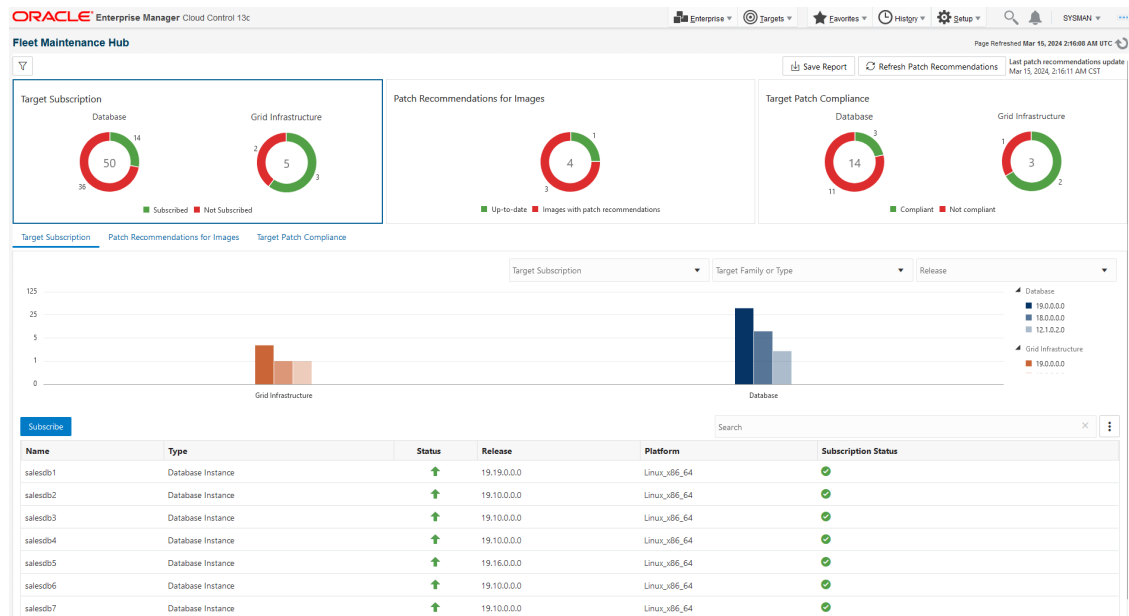 ORACLE Enterprise Manager Cloud Control 13c
Enterprise Targets Favorites History Setup SYSMAN
Fleet Maintenance Hub
Page Refreshed Mar 15, 2024 2:16:08 AM UTC
Save Report Refresh Patch Recommendations
Last patch recommendations update
Mar 15, 2024, 2:16:11 AM CST
Target Subscription
Database
14
50
36
Grid Infrastructure
2
5
3
Subscribed Not Subscribed
Patch Recommendations for Images
1
4
3
Up-to-date Images with patch recommendations
Target Patch Compliance
Database
3
14
11
Grid Infrastructure
1
3
2
Compliant Not compliant
Target Subscription Patch Recommendations for Images Target Patch Compliance
Target Subscription Target Family or Type Release
125
25
5
1
0
Grid Infrastructure Database
Database
19.0.0.0.0
18.0.0.0.0
12.1.0.2.0
Grid Infrastructure
19.0.0.0.0
Subscribe Search
Name Type Status Release Platform Subscription Status
salesdb1 Database Instance 19.19.0.0.0 Linux_x86_64
salesdb2 Database Instance 19.10.0.0.0 Linux_x86_64
salesdb3 Database Instance 19.10.0.0.0 Linux_x86_64
salesdb4 Database Instance 19.10.0.0.0 Linux_x86_64
salesdb5 Database Instance 19.16.0.0.0 Linux_x86_64
salesdb6 Database Instance 19.10.0.0.0 Linux_x86_64
salesdb7 Database Instance 19.10.0.0.0 Linux_x86_64